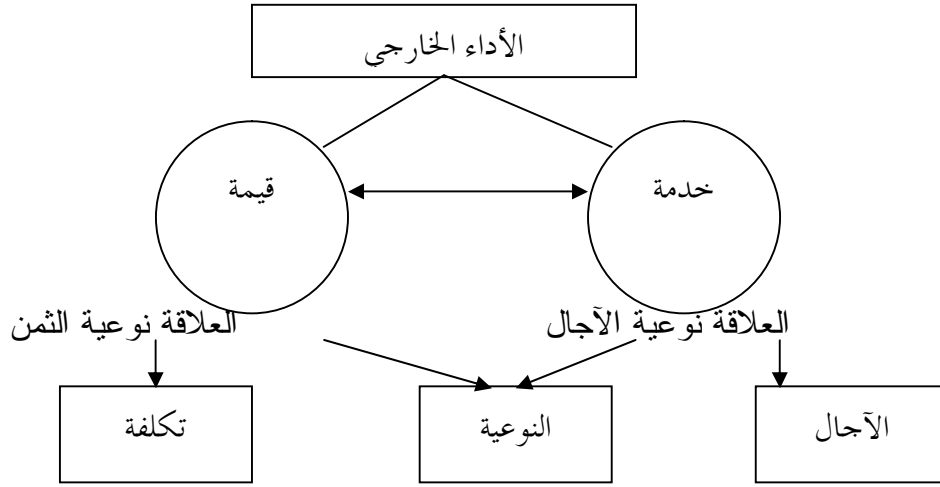 الأداء الخارجي
خدمة
قيمة
العلاقة نوعية الآجال
العلاقة نوعية الثمن
الآجال
النوعية
تكلفة